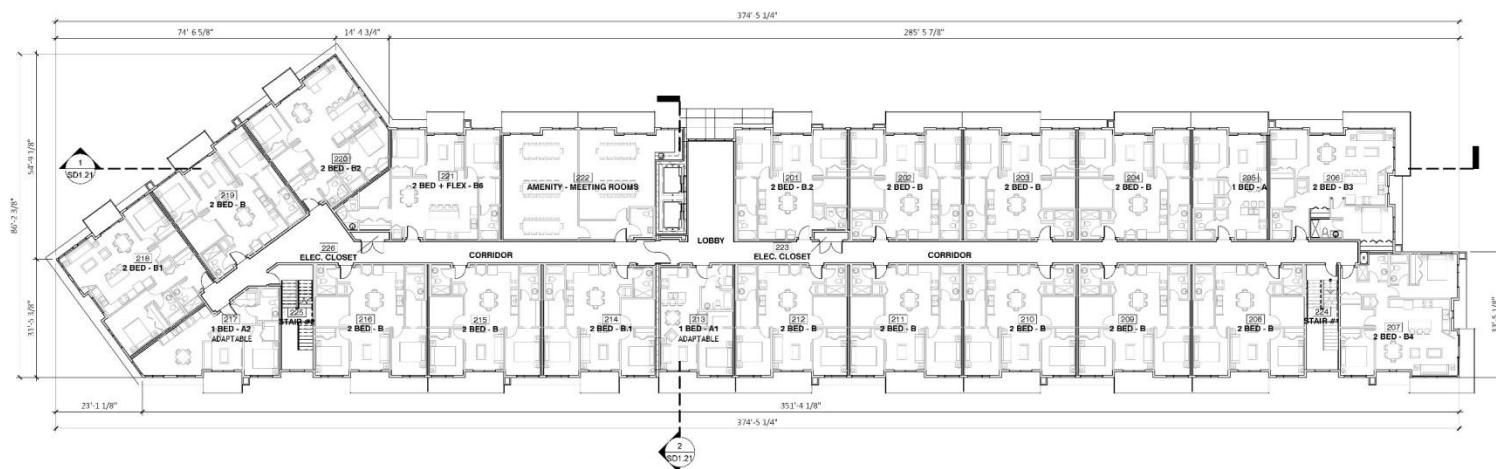 374'-5 1/4"
74' 6 5/8"
14' 4 3/4"
285' 5 7/8"
86'-2 3/8"
54'-9 1/8"
31'-5 3/8"
33'-5 1/8"
1
SD1.21
220
2 BED - B2
221
2 BED + FLEX - B6
222
AMENITY - MEETING ROOMS
201
2 BED - B.2
202
2 BED - B
203
2 BED - B
204
2 BED - B
205
1 BED - A
206
2 BED - B3
219
2 BED - B
218
2 BED - B1
226
ELEC. CLOSET
CORRIDOR
LOBBY
223
ELEC. CLOSET
CORRIDOR
217
1 BED - A2
ADAPTABLE
225
216
2 BED - B
215
2 BED - B
214
2 BED - B.1
213
1 BED - A1
ADAPTABLE
212
2 BED - B
211
2 BED - B
210
2 BED - B
209
2 BED - B
208
2 BED - B
224
STAIR #1
207
2 BED - B4
23'-1 1/8"
351'-4 1/8"
374'-5 1/4"
2
SD1.21